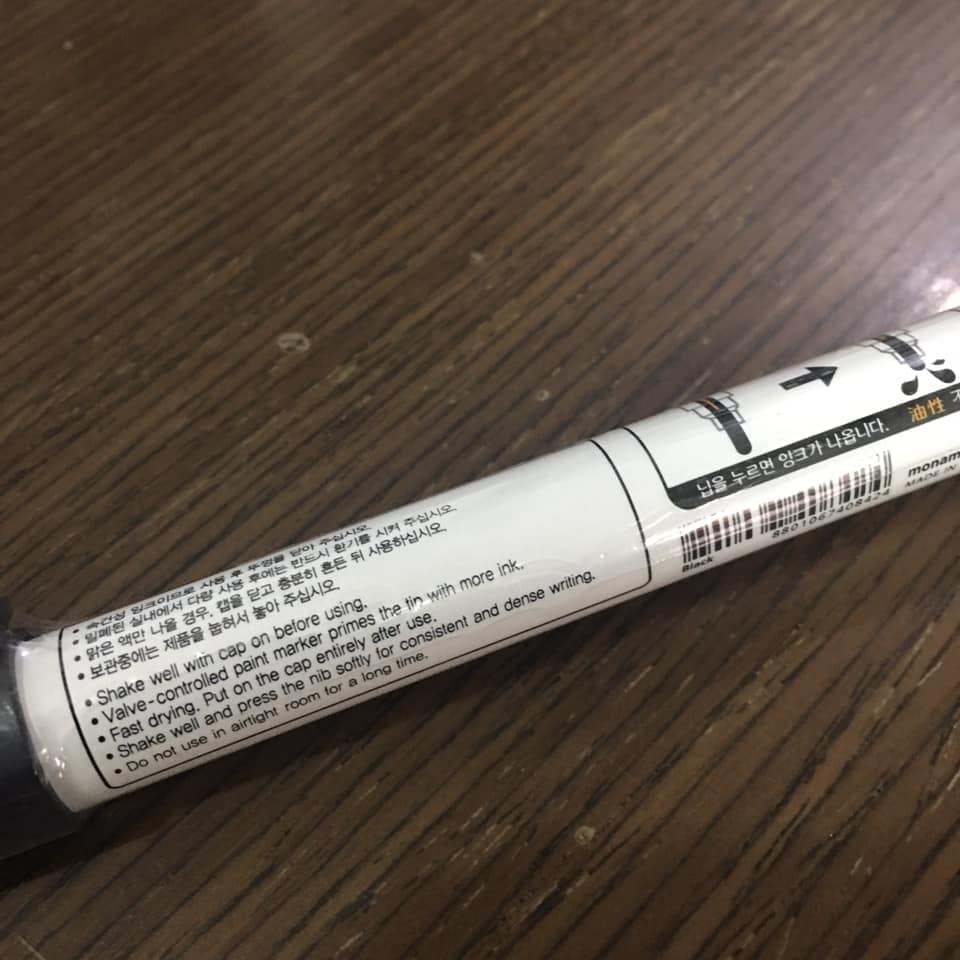 • 속건성 잉크이므로 사용 후 뚜껑을 닫아 주십시오.
• 밀폐된 실내에서 다량 사용 후에는 반드시 환기를 시켜 주십시오.
• 맑은 액만 나올 경우, 캡을 닫고 충분히 흔든 뒤 사용하십시오.
• 보관중에는 제품을 눕혀서 놓아 주십시오.
• Shake well with cap on before using.
• Valve-controlled paint marker primes the tip with more ink.
• Fast drying. Put on the cap entirely after use.
• Shake well and press the nib softly for consistent and dense writing.
• Do not use in airtight room for a long time.
닙을 누르면 잉크가 나옵니다. 油性
8801067408424
Black
monam
MADE IN